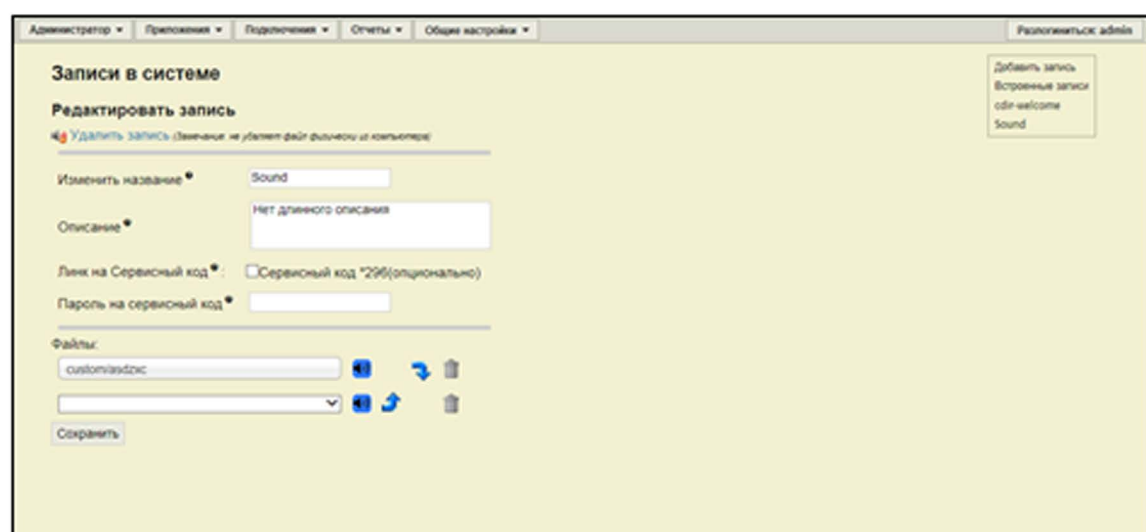 Администратор Приложения Подключения Отчеты Общие настройки Разлогиниться: admin
Записи в системе
Редактировать запись
Удалить запись (Замечание: не удаляет файл физически из компьютера)
Изменить название Sound
Описание Нет длинного описания
Линк на Сервисный код : Сервисный код *296(опционально)
Пароль на сервисный код
Файлы:
custom/asdzxc
Сохранить
Добавить запись
Встроенные записи
cdir-welcome
Sound